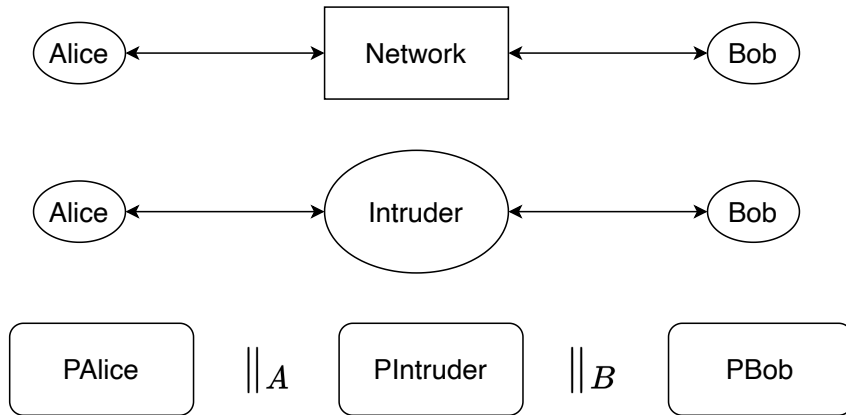 Alice Network Bob
Alice Intruder Bob
PAlice ||A PIntruder ||B PBob